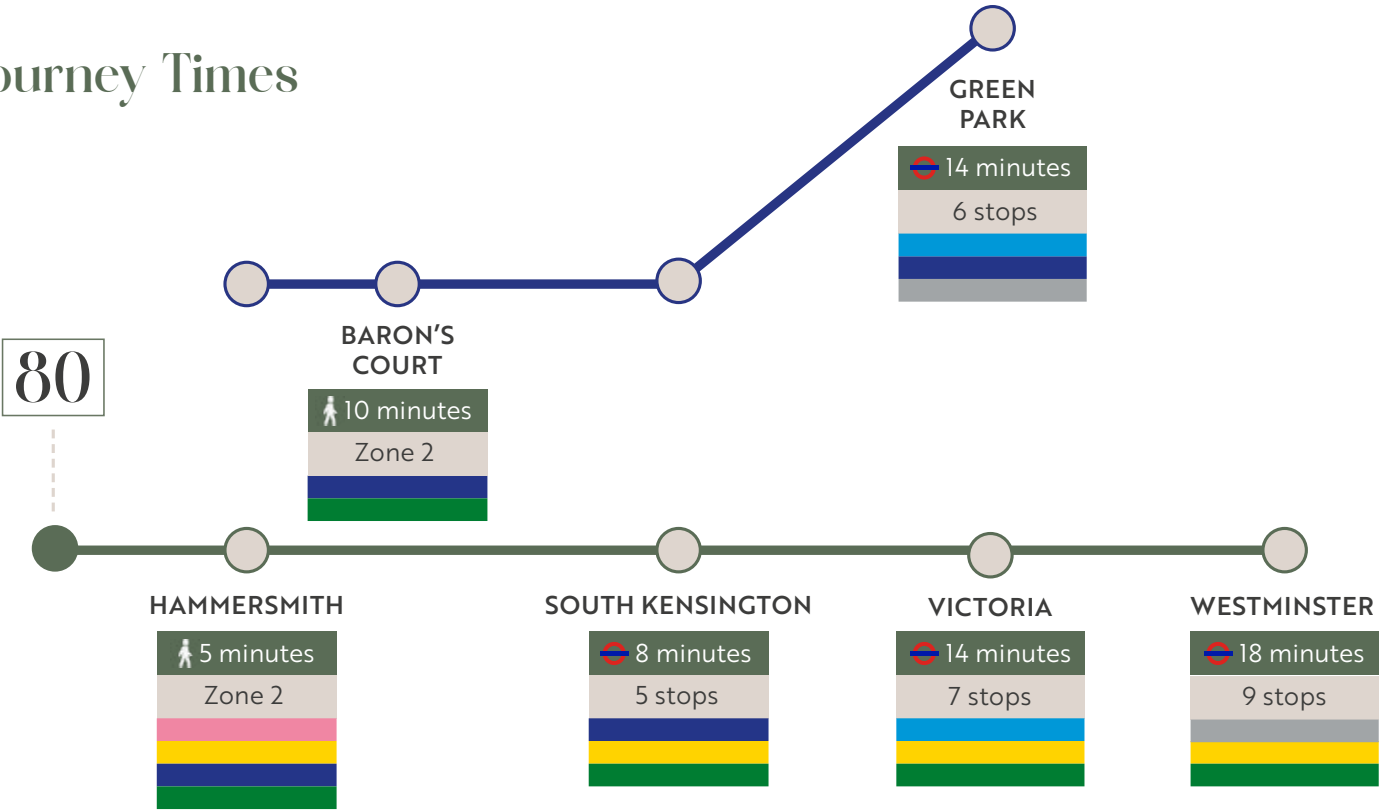 ourney Times
GREEN
PARK
14 minutes
6 stops
BARON'S
COURT
10 minutes
Zone 2
80
HAMMERSMITH
5 minutes
Zone 2
SOUTH KENSINGTON
8 minutes
5 stops
VICTORIA
14 minutes
7 stops
WESTMINSTER
18 minutes
9 stops